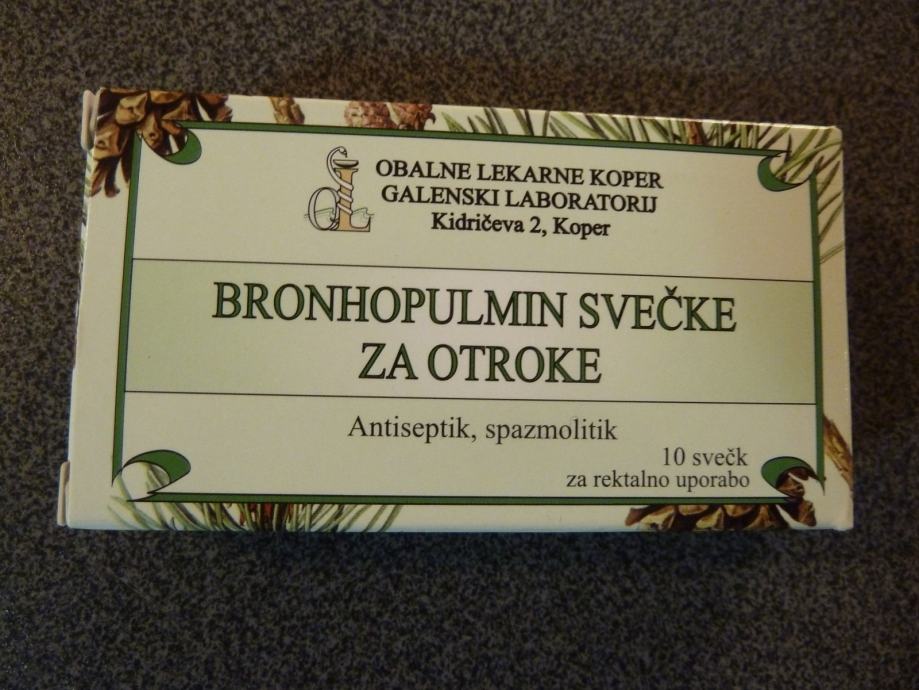 OBALNE LEKARNE KOPER
GALENSKI LABORATORIJ
Kidričeva 2, Koper
BRONHOPULMIN SVEČKE
ZA OTROKE
Antiseptik, spazmolitik
10 svečk
za rektalno uporabo